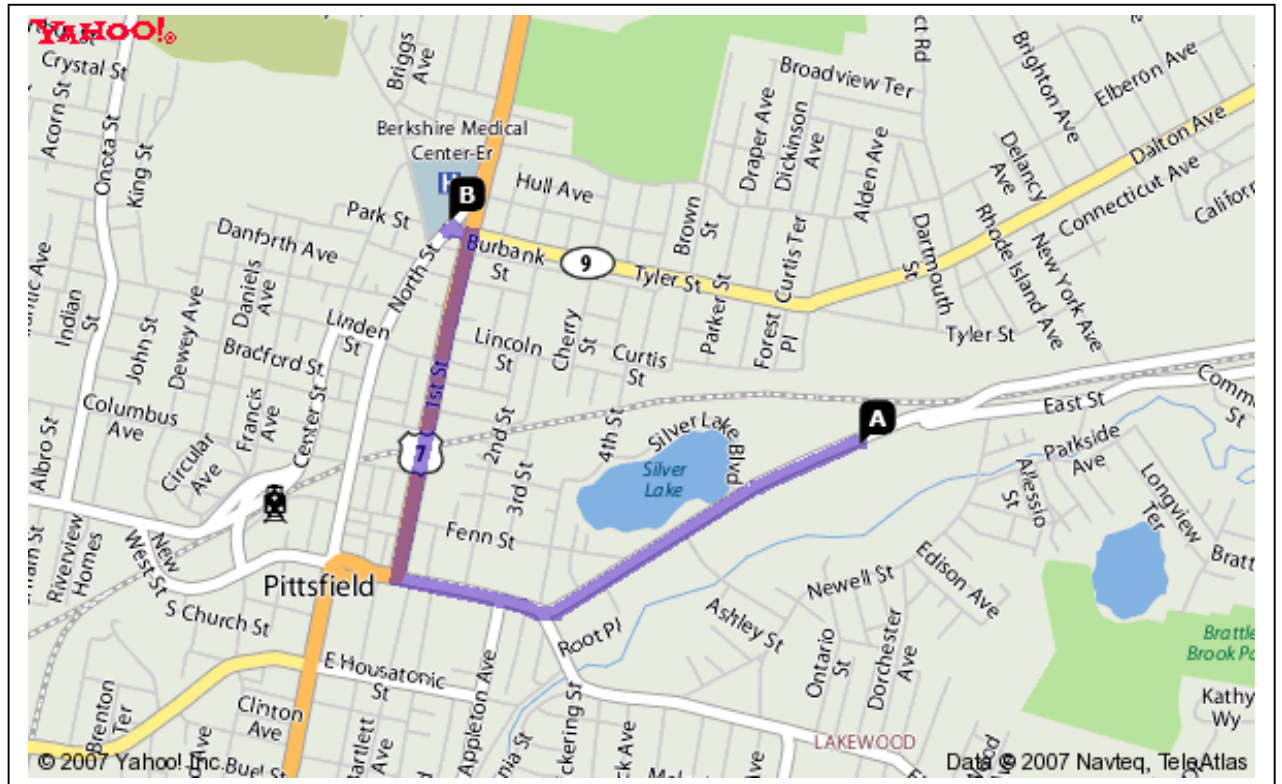 YAHOO!®
Crystal St
Acorn St
Onota St
King St
Briggs
Ave
Berkshire Medical
Center-Er
H
B
Park St
Danforth Ave
North St
Hull Ave
Burbank
St
9
Tyler St
Brown
St
Broadview Ter
Draper Ave
Dickinson
Ave
Alden Ave
Curtis Ter
ct Rd
Brighton Ave
Elberon Ave
Delancy
Ave
Dalton Ave
Connecticut Ave
Californ
Dartmouth
St
Rhode Island Ave
New York Ave
Tyler St
Parker St
Forest
Pl
Indian
St
John St
Dewey Ave
Daniels
Ave
Linden
St
Bradford St
Francis
Ave
Center St
Columbus
Ave
Circular
Ave
Albro St
1st St
7
Lincoln
St
Cherry
St
Curtis
St
2nd St
3rd St
4th St
Silver Lake
Blvd
Silver
Lake
A
East St
Comm
St
Parkside
Ave
Allessio
St
Longview
Ter
Bratt
Fenn St
Riverview
Homes
New
West St
Pittsfield
S Church St
Newell St
Edison Ave
Ashley St
Root Pl
Ontario
St
Dorchester
Ave
Brattle
Brook Pa
Kathy
Wy
E Housatonic
St
Clinton
Ave
Brenton
Ter
Appleton Ave
LAKEWOOD
© 2007 Yahoo! Inc.
Buel St
Data © 2007 Navteq, TeleAtlas